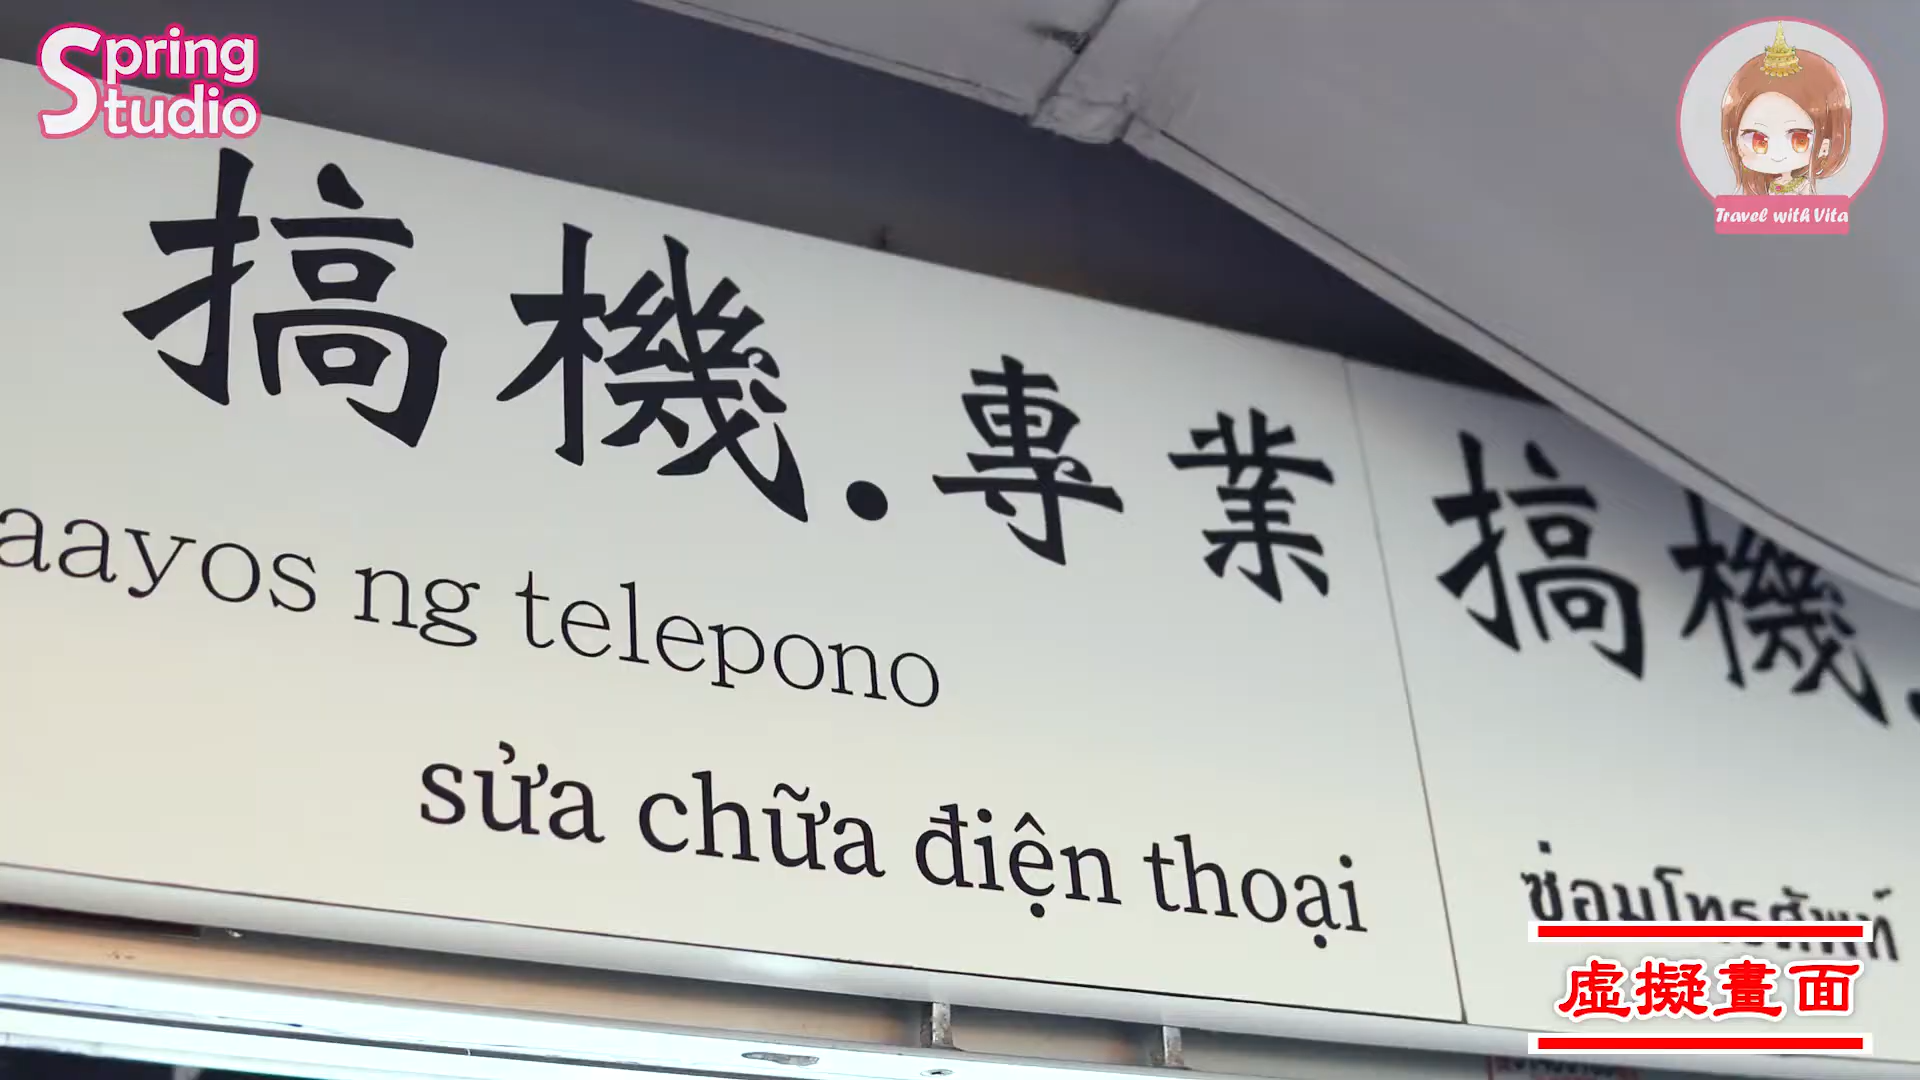 Spring
Studio
Travel with Vita
搞機.專業
搞機.
aayos ng telepono
sửa chữa điện thoại
ซ่อมโทรศัพท์
虛擬畫面